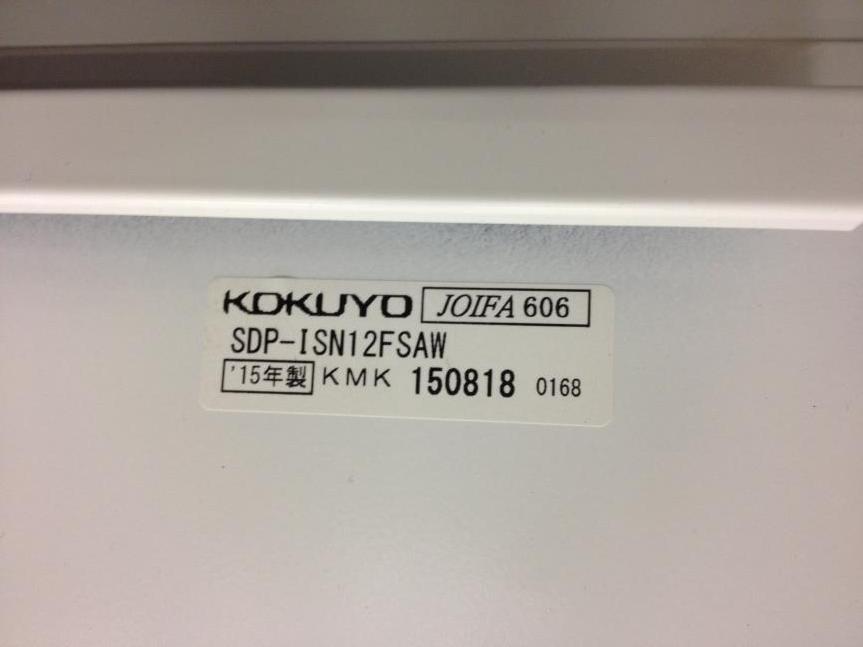 KOKUYO JOIFA 606
SDP-ISN12FSAW
'15年製 KMK 150818 0168